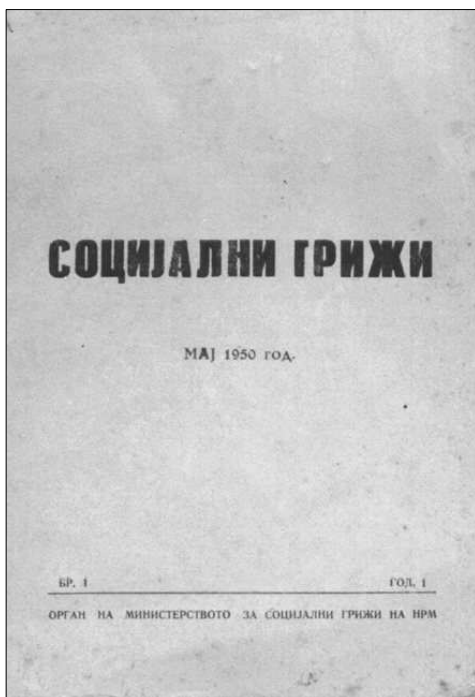 СОЦИЈАЛНИ ГРИЖИ
МАЈ 1950 год.
БР. 1
ГОД. 1
ОРГАН НА МИНИСТЕРСТВОТО ЗА СОЦИЈАЛНИ ГРИЖИ НА НРМ